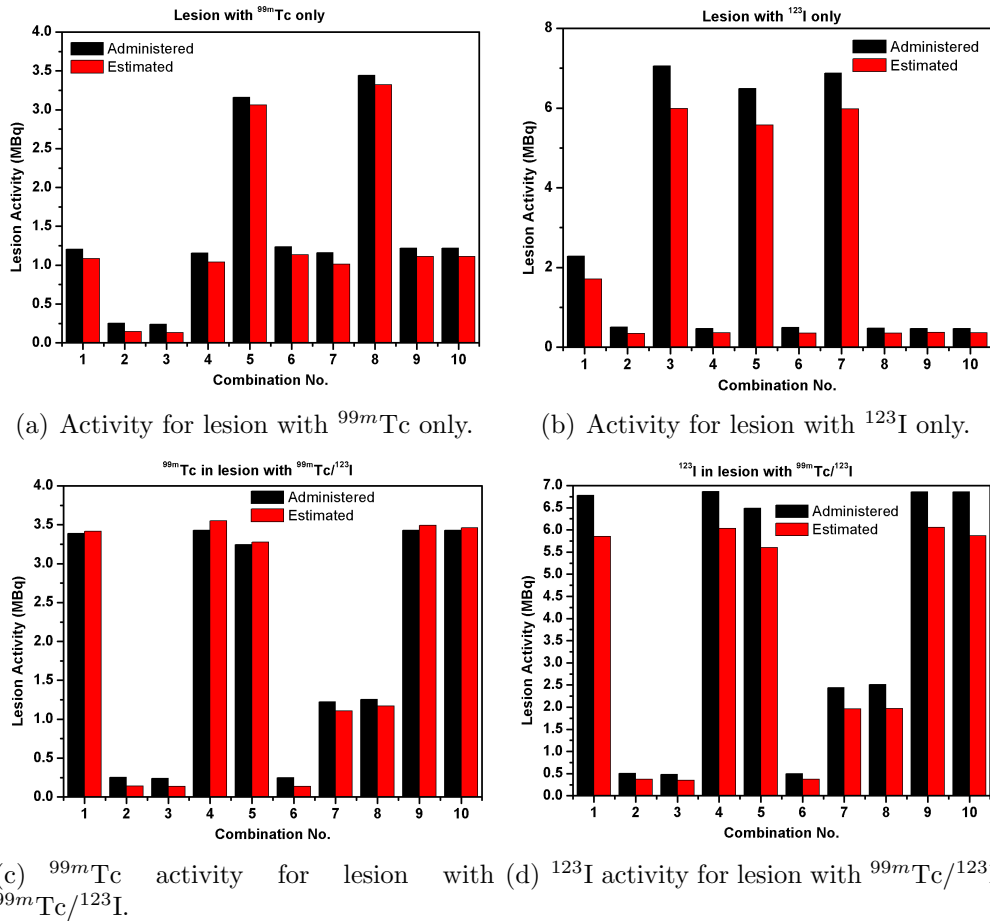 Lesion with ⁹⁹ᵐTc only
Administered
Estimated
Lesion Activity (MBq)
4.0
3.5
3.0
2.5
2.0
1.5
1.0
0.5
0.0
1 2 3 4 5 6 7 8 9 10
Combination No.
(a) Activity for lesion with ⁹⁹ᵐTc only.
Lesion with ¹²³I only
Administered
Estimated
Lesion Activity (MBq)
8
6
4
2
0
1 2 3 4 5 6 7 8 9 10
Combination No.
(b) Activity for lesion with ¹²³I only.
⁹⁹ᵐTc in lesion with ⁹⁹ᵐTc/¹²³I
Administered
Estimated
Lesion Activity (MBq)
4.0
3.5
3.0
2.5
2.0
1.5
1.0
0.5
0.0
1 2 3 4 5 6 7 8 9 10
Combination No.
(c) ⁹⁹ᵐTc activity for lesion with
⁹⁹ᵐTc/¹²³I.
¹²³I in lesion with ⁹⁹ᵐTc/¹²³I
Administered
Estimated
Lesion Activity (MBq)
7.0
6.5
6.0
5.5
5.0
4.5
4.0
3.5
3.0
2.5
2.0
1.5
1.0
0.5
0.0
1 2 3 4 5 6 7 8 9 10
Combination No.
(d) ¹²³I activity for lesion with ⁹⁹ᵐTc/¹²³I